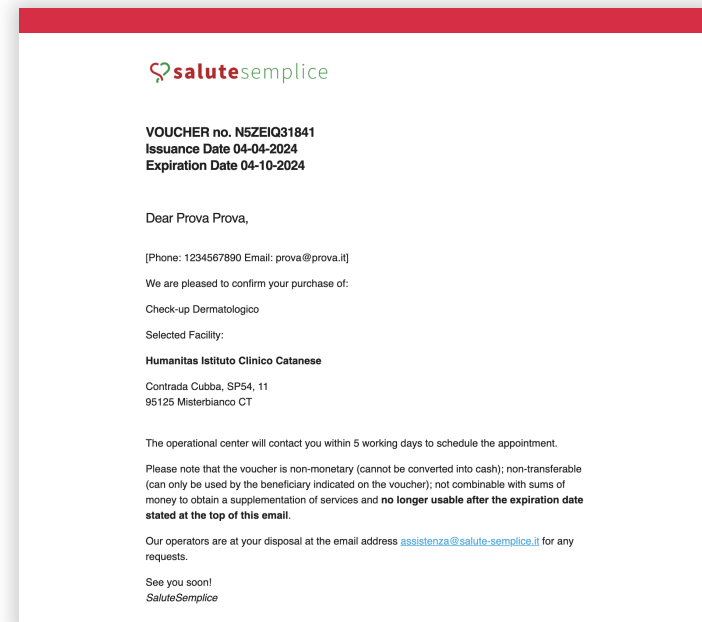 salutesemplice
VOUCHER no. N5ZEIQ31841
Issuance Date 04-04-2024
Expiration Date 04-10-2024
Dear Prova Prova,
[Phone: 1234567890 Email: prova@prova.it]
We are pleased to confirm your purchase of:
Check-up Dermatologico
Selected Facility:
Humanitas Istituto Clinico Catanese
Contrada Cubba, SP54, 11
95125 Misterbianco CT
The operational center will contact you within 5 working days to schedule the appointment.
Please note that the voucher is non-monetary (cannot be converted into cash); non-transferable
(can only be used by the beneficiary indicated on the voucher); not combinable with sums of
money to obtain a supplementation of services and no longer usable after the expiration date
stated at the top of this email.
Our operators are at your disposal at the email address assistenza@salute-semplice.it for any
requests.
See you soon!
SaluteSemplice